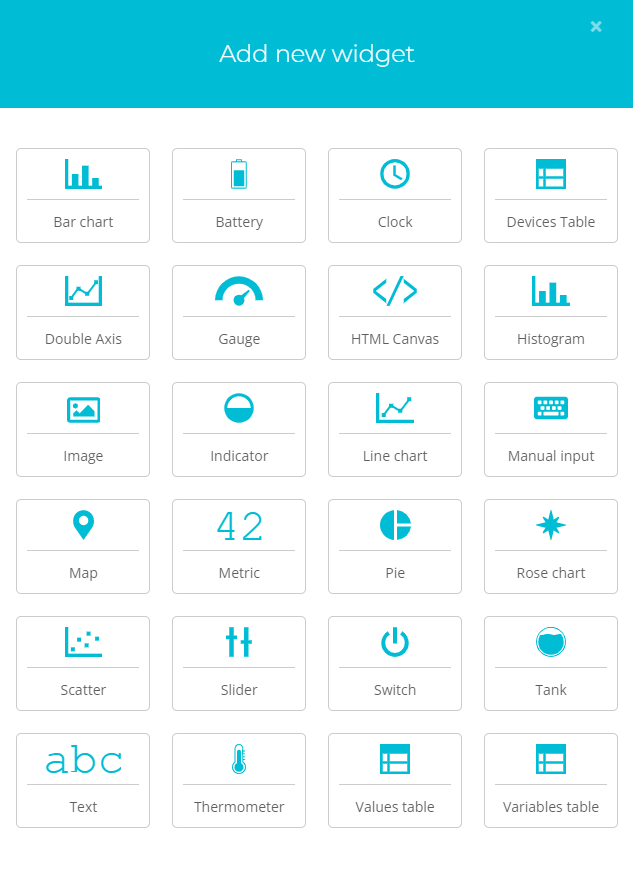 Add new widget
Bar chart
Battery
Clock
Devices Table
Double Axis
Gauge
</>
HTML Canvas
Histogram
Image
Indicator
Line chart
Manual input
Map
42
Metric
Pie
Rose chart
Scatter
Slider
Switch
Tank
abc
Text
Thermometer
Values table
Variables table